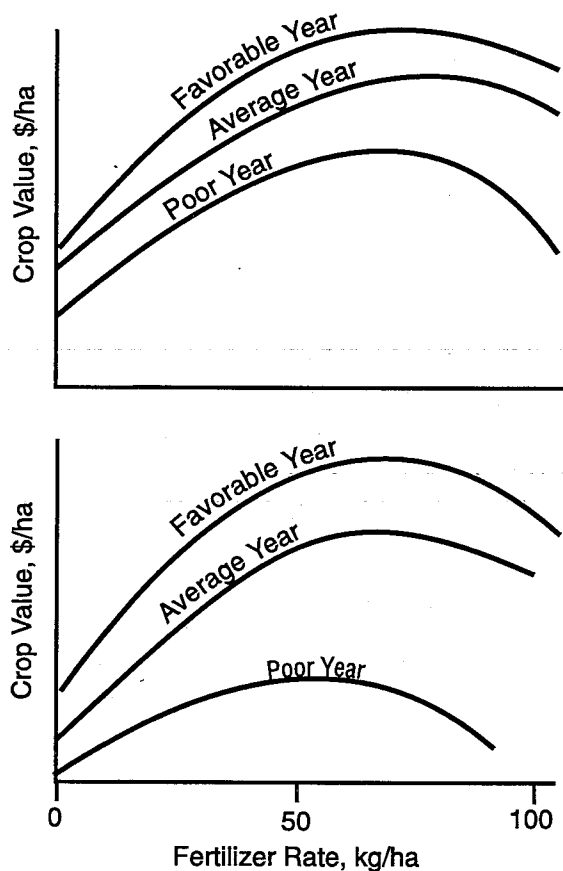 Favorable Year
Average Year
Poor Year
Crop Value, $/ha
Favorable Year
Average Year
Poor Year
Crop Value, $/ha
0 50 100
Fertilizer Rate, kg/ha